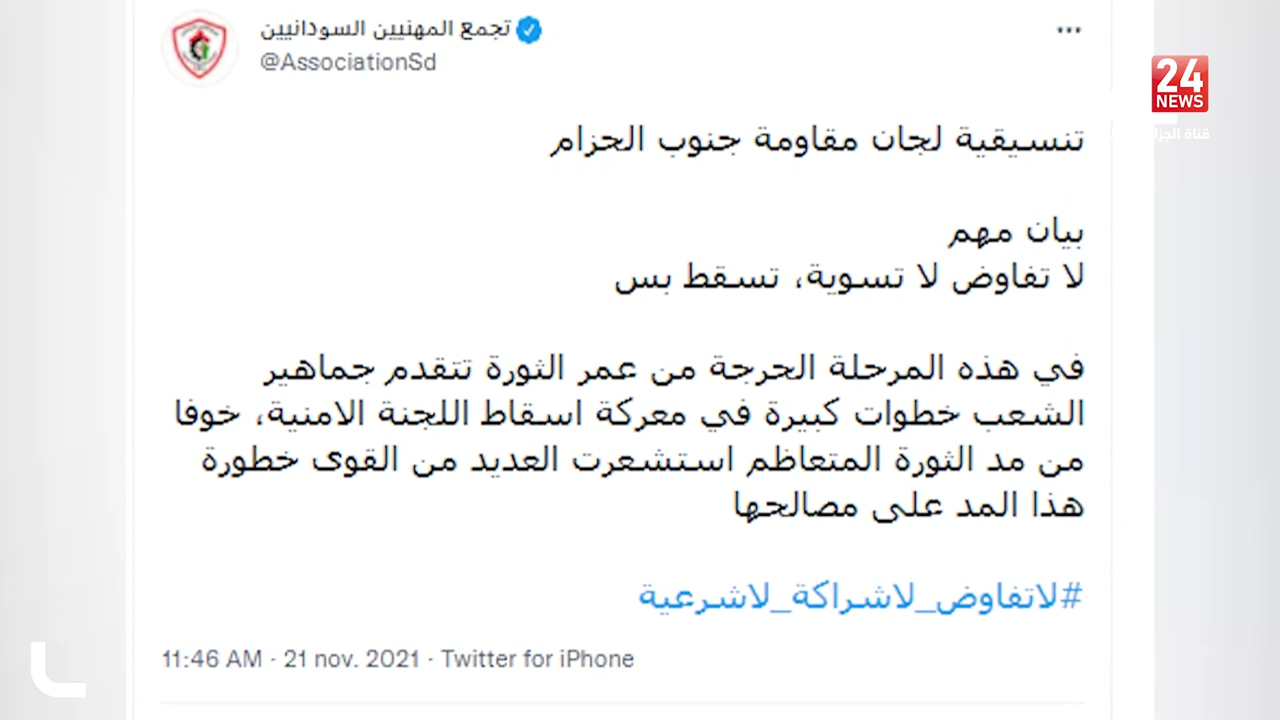 تجمع المهنيين السودانيين
@AssociationSd
24
NEWS
قناة الجزا
تنسيقية لجان مقاومة جنوب الحزام
بيان مهم
لا تفاوض لا تسوية، تسقط بس
في هذه المرحلة الحرجة من عمر الثورة تتقدم جماهير
الشعب خطوات كبيرة في معركة اسقاط اللجنة الامنية، خوفا
من مد الثورة المتعاظم استشعرت العديد من القوى خطورة
هذا المد على مصالحها
#لاتفاوض_لاشراكة_لاشرعية
11:46 AM · 21 nov. 2021 · Twitter for iPhone